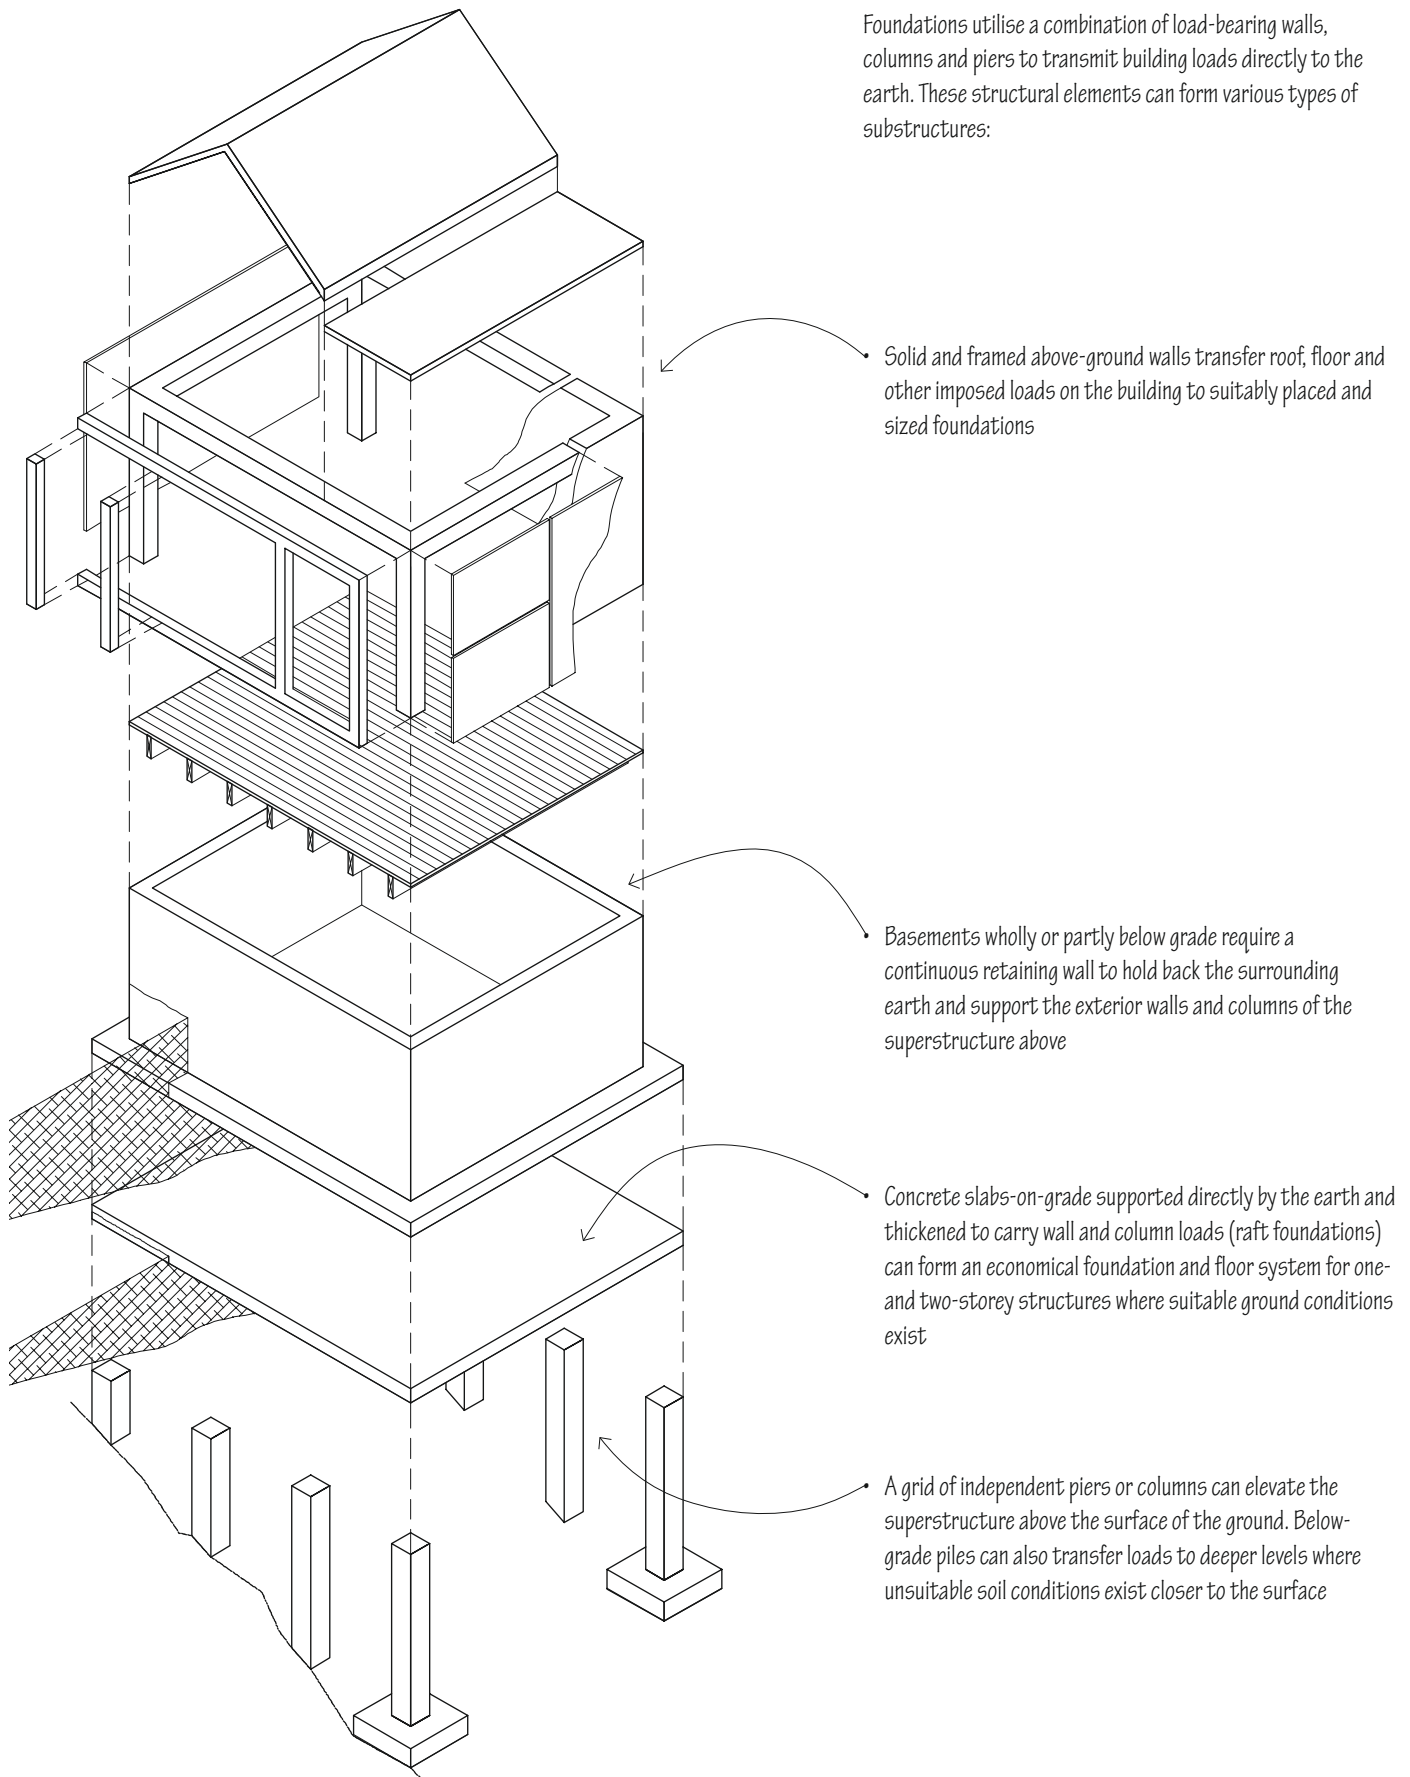 Foundations utilise a combination of load-bearing walls,
columns and piers to transmit building loads directly to the
earth. These structural elements can form various types of
substructures:
• Solid and framed above-ground walls transfer roof, floor and
other imposed loads on the building to suitably placed and
sized foundations
• Basements wholly or partly below grade require a
continuous retaining wall to hold back the surrounding
earth and support the exterior walls and columns of the
superstructure above
• Concrete slabs-on-grade supported directly by the earth and
thickened to carry wall and column loads (raft foundations)
can form an economical foundation and floor system for one-
and two-storey structures where suitable ground conditions
exist
• A grid of independent piers or columns can elevate the
superstructure above the surface of the ground. Below-
grade piles can also transfer loads to deeper levels where
unsuitable soil conditions exist closer to the surface